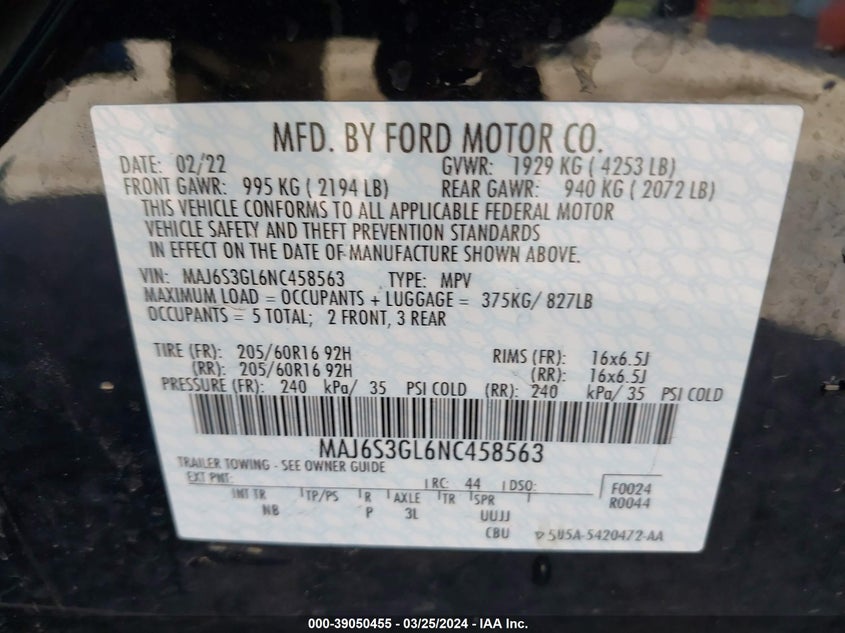 MFD. BY FORD MOTOR CO.
DATE: 02/22 GVWR: 1929 KG ( 4253 LB)
FRONT GAWR: 995 KG ( 2194 LB) REAR GAWR: 940 KG ( 2072 LB)
THIS VEHICLE CONFORMS TO ALL APPLICABLE FEDERAL MOTOR
VEHICLE SAFETY AND THEFT PREVENTION STANDARDS
IN EFFECT ON THE DATE OF MANUFACTURE SHOWN ABOVE.
VIN: MAJ6S3GL6NC458563 TYPE: MPV
MAXIMUM LOAD = OCCUPANTS + LUGGAGE = 375KG/ 827LB
OCCUPANTS = 5 TOTAL; 2 FRONT, 3 REAR
TIRE (FR): 205/60R16 92H RIMS (FR): 16x6.5J
(RR): 205/60R16 92H (RR): 16x6.5J
PRESSURE (FR): 240 kPa/ 35 PSI COLD (RR): 240 kPa/ 35 PSI COLD
MAJ6S3GL6NC458563
TRAILER TOWING - SEE OWNER GUIDE
EXT PNT: RC: 44 DSO: F0024
R0044
INT TR TP/PS R AXLE TR SPR
NB P 3L UUJJ
CBU 5U5A-5420472-AA
000-39050455 - 03/25/2024 - IAA Inc.